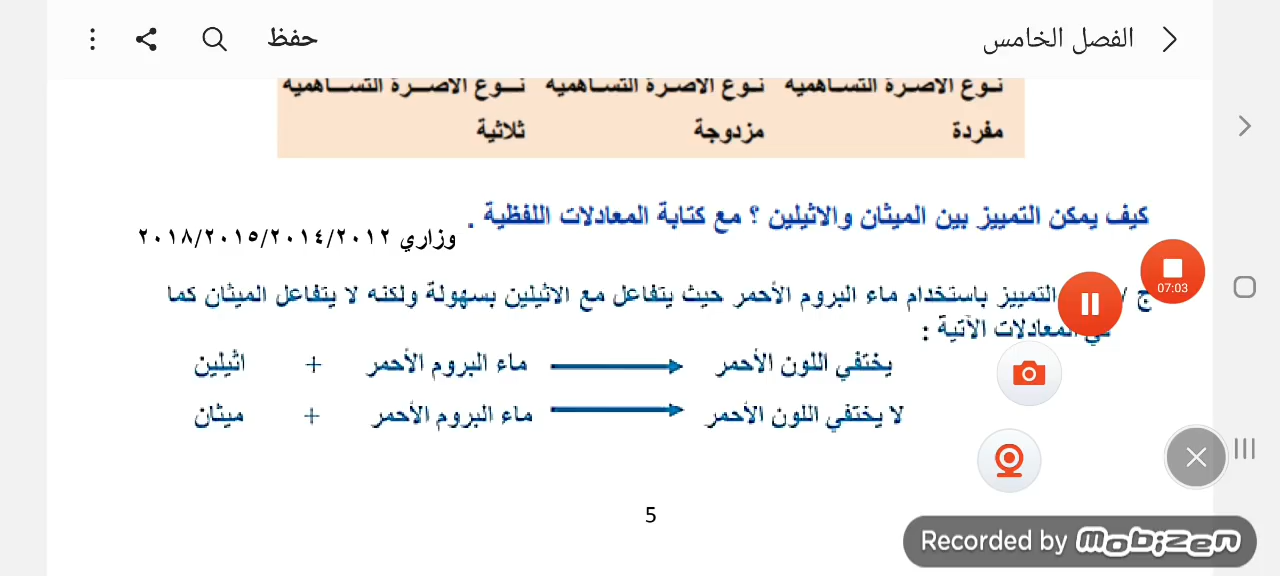 الفصل الخامس
حفظ
نوع الاصرة التساهمية نوع الاصرة التساهمية نوع الاصرة التساهمية
مفردة مزدوجة ثلاثية
كيف يمكن التمييز بين الميثان والاثيلين ؟ مع كتابة المعادلات اللفظية .
وزاري ٢٠١٢/٢٠١٤/٢٠١٥/٢٠١٨
ج / التمييز باستخدام ماء البروم الأحمر حيث يتفاعل مع الاثيلين بسهولة ولكنه لا يتفاعل الميثان كما
المعادلات الآتية :
اثيلين + ماء البروم الأحمر يختفي اللون الأحمر
ميثان + ماء البروم الأحمر لا يختفي اللون الأحمر
07:03
5
Recorded by mobizen